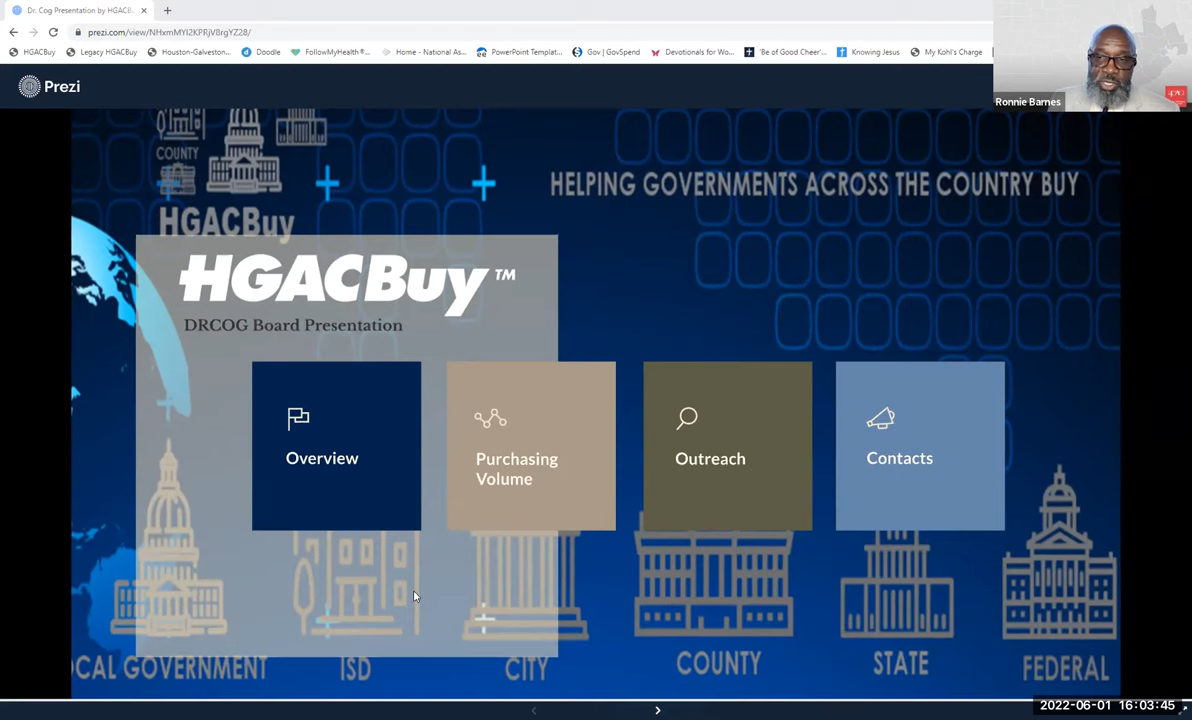 Dr. Cog Presentation by HGACB
prezi.com/view/NHxmMYI2KPRjV8rgYZ28/
HGACBuy
Legacy HGACBuy
Houston-Galveston...
Doodle
FollowMyHealth®...
Home - National As...
PowerPoint Templat...
Gov | GovSpend
Devotionals for Wo...
'Be of Good Cheer'...
Knowing Jesus
My Kohl's Charge
Prezi
Ronnie Barnes
COUNTY
HELPING GOVERNMENTS ACROSS THE COUNTRY BUY
HGACBuy
HGACBuy™
DRCOG Board Presentation
Overview
Purchasing
Volume
Outreach
Contacts
OCAL GOVERNMENT
ISD
CITY
COUNTY
STATE
FEDERAL
2022-06-01 16:03:45